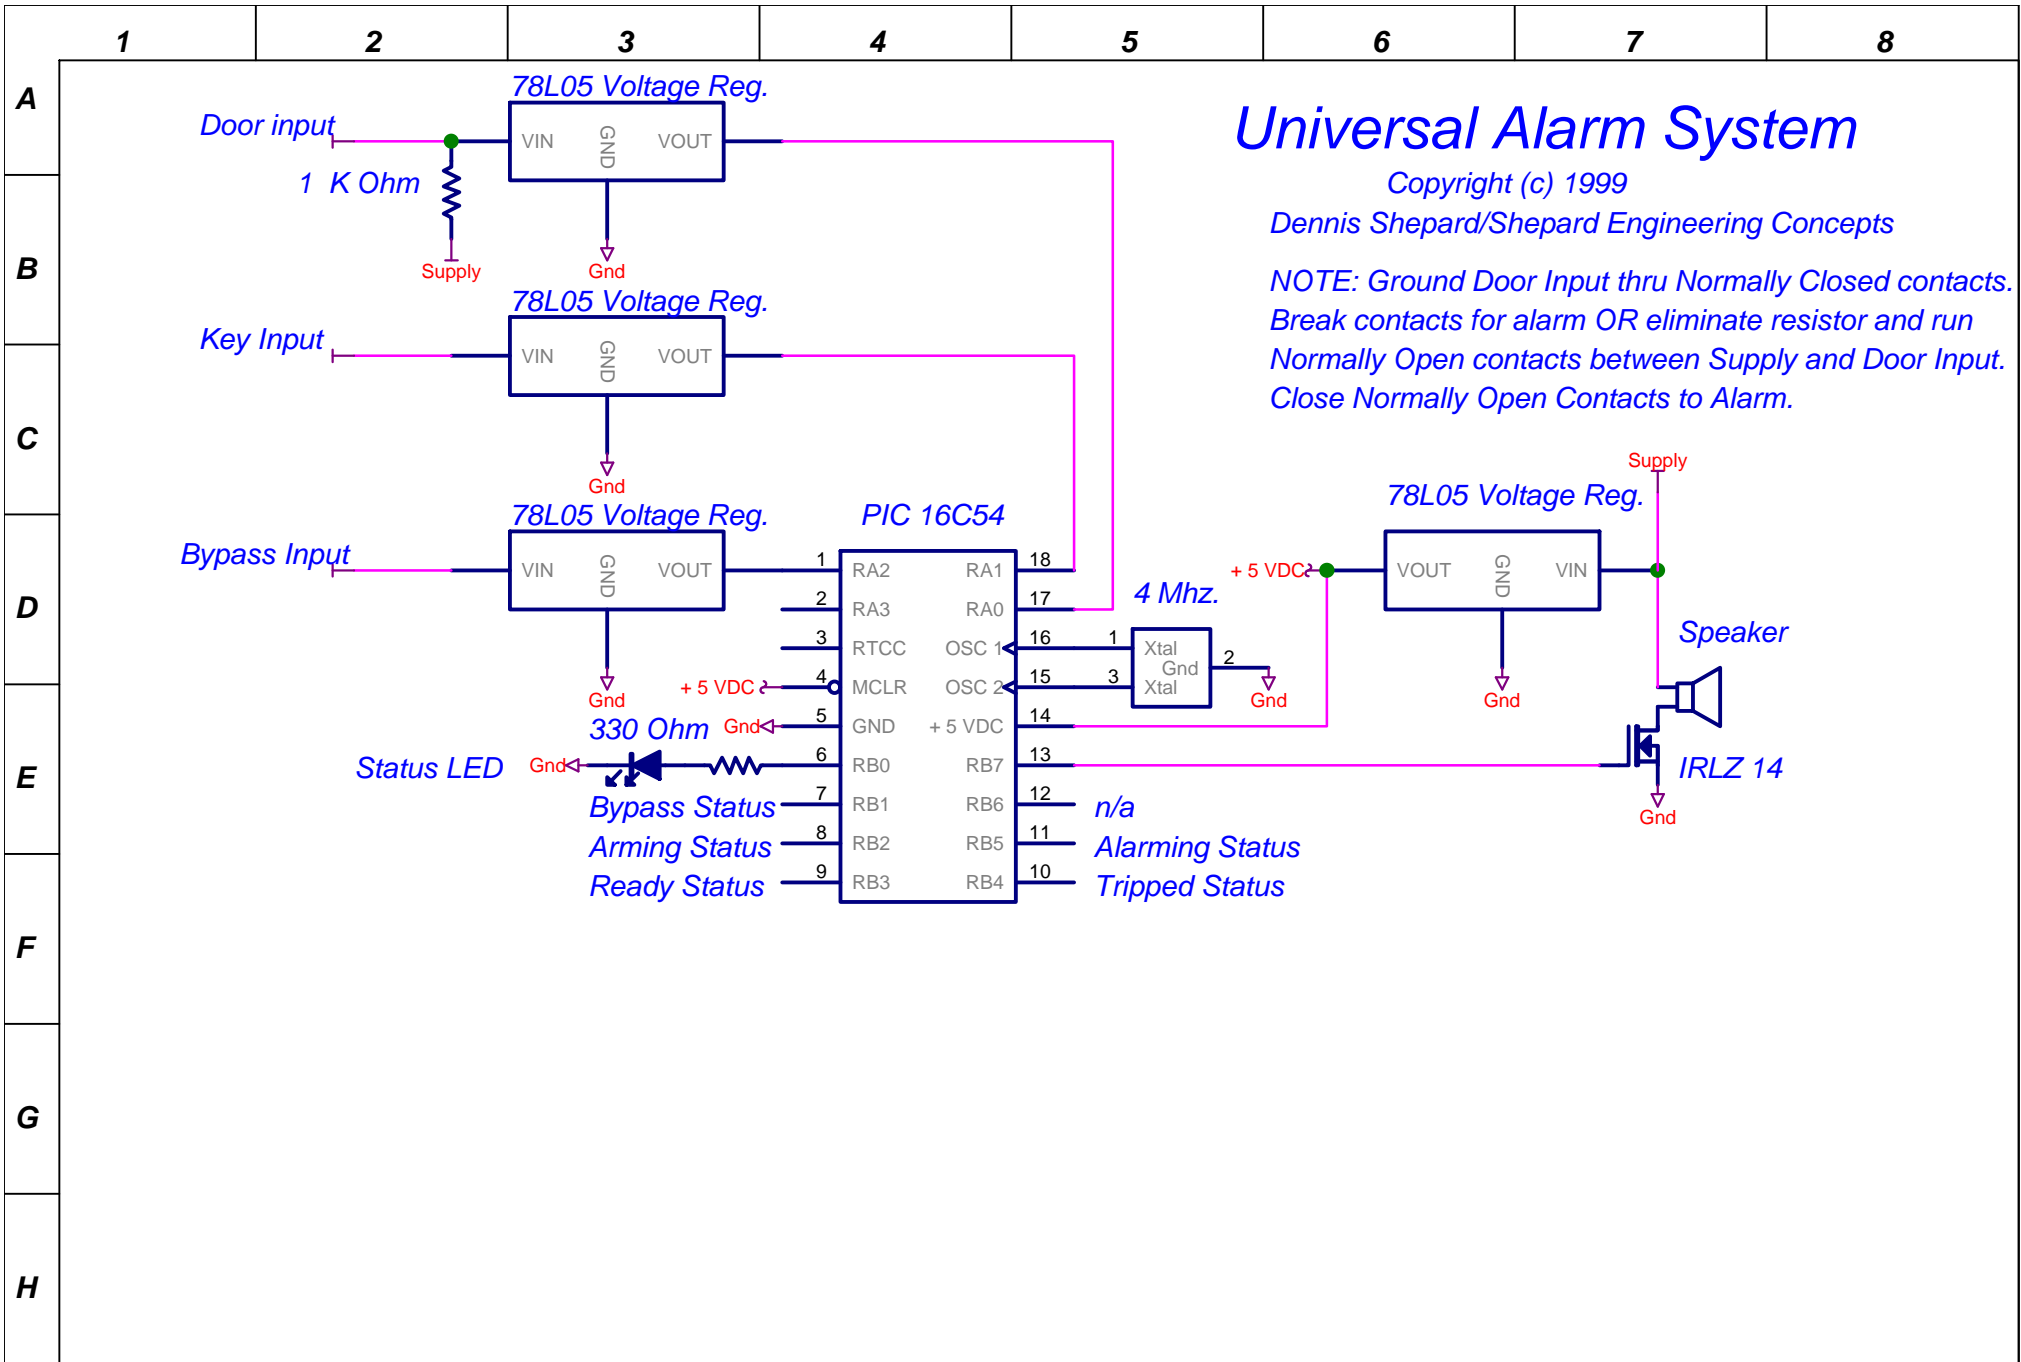 1 2 3 4 5 6 7 8
A
B
C
D
E
F
G
H
Universal Alarm System
Copyright (c) 1999
Dennis Shepard/Shepard Engineering Concepts
NOTE: Ground Door Input thru Normally Closed contacts.
Break contacts for alarm OR eliminate resistor and run
Normally Open contacts between Supply and Door Input.
Close Normally Open Contacts to Alarm.
78L05 Voltage Reg.
Door input
VIN GND VOUT
1 K Ohm
Supply
Gnd
78L05 Voltage Reg.
Key Input
VIN GND VOUT
Gnd
78L05 Voltage Reg.
Bypass Input
VIN GND VOUT
Gnd
PIC 16C54
1 RA2 RA1 18
2 RA3 RA0 17
3 RTCC OSC 1 16
+ 5 VDC 4 MCLR OSC 2 15
Gnd 5 GND + 5 VDC 14
6 RB0 RB7 13
7 RB1 RB6 12
8 RB2 RB5 11
9 RB3 RB4 10
330 Ohm
Status LED
Gnd
Bypass Status
Arming Status
Ready Status
n/a
Alarming Status
Tripped Status
4 Mhz.
1 Xtal
Gnd 2
3 Xtal
Gnd
Supply
78L05 Voltage Reg.
+ 5 VDC
VOUT GND VIN
Gnd
Speaker
IRLZ 14
Gnd